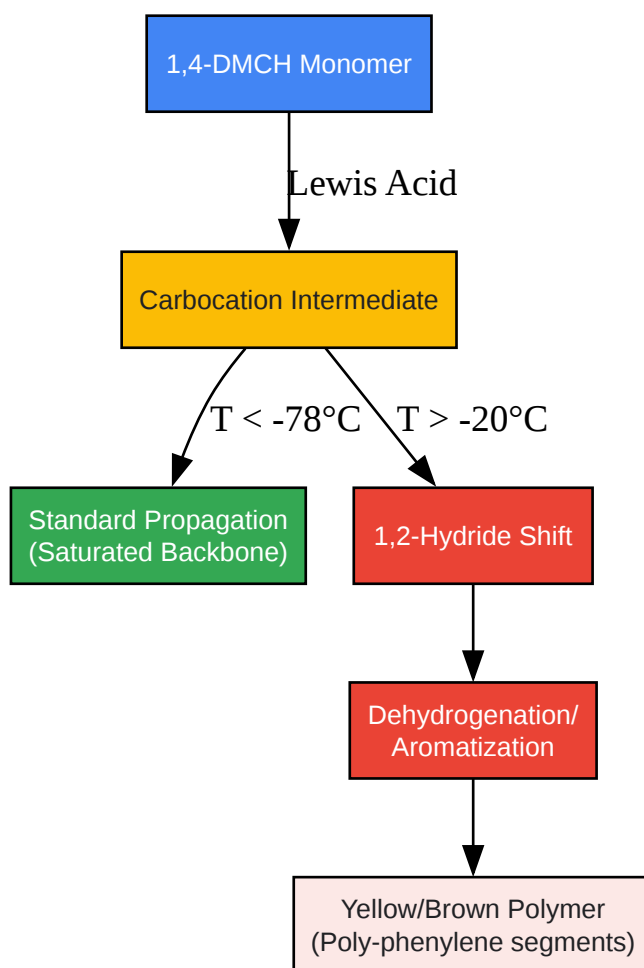 1,4-DMCH Monomer
Lewis Acid
Carbocation Intermediate
T < -78°C
T > -20°C
Standard Propagation
(Saturated Backbone)
1,2-Hydride Shift
Dehydrogenation/
Aromatization
Yellow/Brown Polymer
(Poly-phenylene segments)